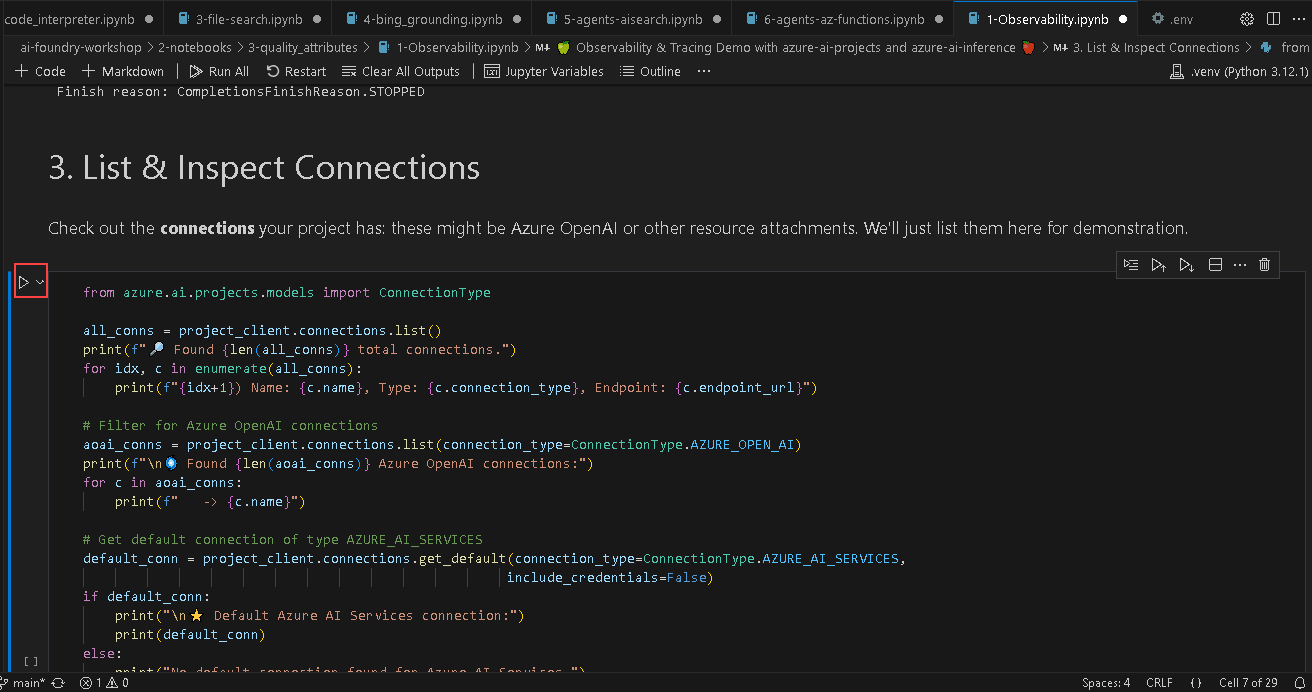 code_interpreter.ipynb ● 3-file-search.ipynb ● 4-bing_grounding.ipynb ● 5-agents-aisearch.ipynb ● 6-agents-az-functions.ipynb ● 1-Observability.ipynb ● .env ...
ai-foundry-workshop > 2-notebooks > 3-quality_attributes > 1-Observability.ipynb > M↓ 🍏 Observability & Tracing Demo with azure-ai-projects and azure-ai-inference 🍎 > M↓ 3. List & Inspect Connections > from
+ Code + Markdown | Run All Restart Clear All Outputs | Jupyter Variables Outline ... .venv (Python 3.12.1)
Finish reason: CompletionsFinishReason.STOPPED
3. List & Inspect Connections
Check out the connections your project has: these might be Azure OpenAI or other resource attachments. We'll just list them here for demonstration.
from azure.ai.projects.models import ConnectionType
all_conns = project_client.connections.list()
print(f"🔎 Found {len(all_conns)} total connections.")
for idx, c in enumerate(all_conns):
    print(f"{idx+1}) Name: {c.name}, Type: {c.connection_type}, Endpoint: {c.endpoint_url}")
# Filter for Azure OpenAI connections
aoai_conns = project_client.connections.list(connection_type=ConnectionType.AZURE_OPEN_AI)
print(f"\n🌀 Found {len(aoai_conns)} Azure OpenAI connections:")
for c in aoai_conns:
    print(f"   -> {c.name}")
# Get default connection of type AZURE_AI_SERVICES
default_conn = project_client.connections.get_default(connection_type=ConnectionType.AZURE_AI_SERVICES,
                                                     include_credentials=False)
if default_conn:
    print("\n⭐ Default Azure AI Services connection:")
    print(default_conn)
else:
    print("No default connection found for Azure AI Services.")
[ ]
main* 1 0 Spaces: 4 CRLF {} Cell 7 of 29